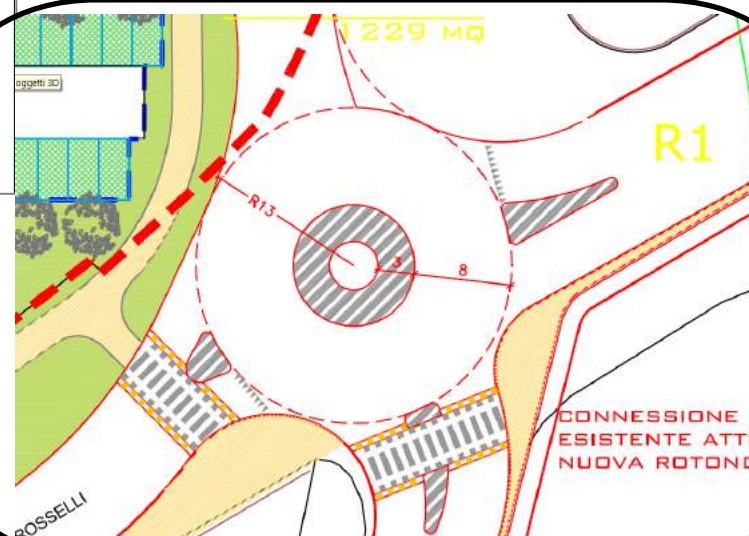 1229 MQ
oggetti 3D
R1
R13
3
8
CONNESSIONE
ESISTENTE ATT
NUOVA ROTOND
ROSSELLI